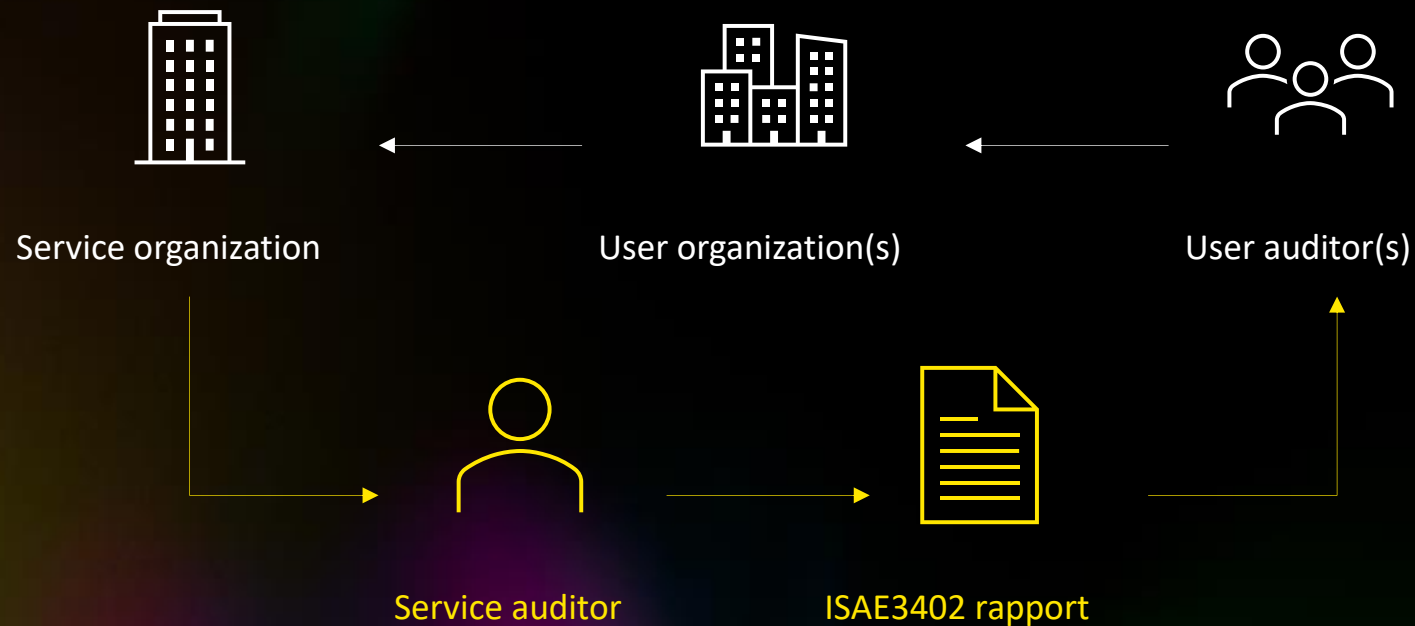 Service organization
User organization(s)
User auditor(s)
Service auditor
ISAE3402 rapport